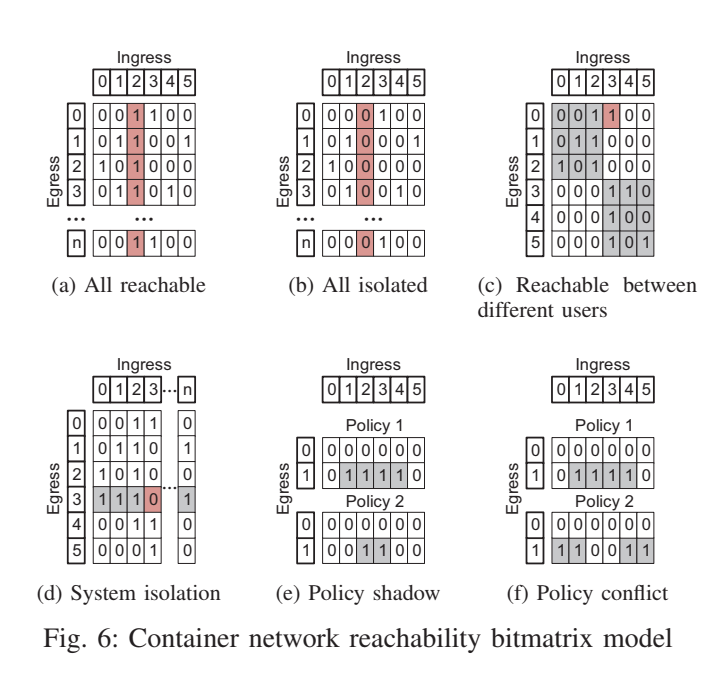 Ingress
0 1 2 3 4 5
Egress
0 0 0 1 1 0 0
1 0 1 1 0 0 1
2 1 0 1 0 0 0
3 0 1 1 0 1 0
... ...
n 0 0 1 1 0 0
(a) All reachable
Ingress
0 1 2 3 4 5
Egress
0 0 0 0 1 0 0
1 0 1 0 0 0 1
2 1 0 0 0 0 0
3 0 1 0 0 1 0
... ...
n 0 0 0 1 0 0
(b) All isolated
Ingress
0 1 2 3 4 5
0 0 0 1 1 0 0
1 0 1 1 0 0 0
2 1 0 1 0 0 0
3 0 0 0 1 1 0
4 0 0 0 1 0 0
5 0 0 0 1 0 1
(c) Reachable between
different users
Ingress
0 1 2 3 ... n
Egress
0 0 0 1 1 0
1 0 1 1 0 1
2 1 0 1 0 0
...
3 1 1 1 0 1
4 0 0 1 1 0
5 0 0 0 1 0
(d) System isolation
Ingress
0 1 2 3 4 5
Egress
Policy 1
0 0 0 0 0 0 0
1 0 1 1 1 1 0
Policy 2
0 0 0 0 0 0 0
1 0 0 1 1 0 0
(e) Policy shadow
Ingress
0 1 2 3 4 5
Egress
Policy 1
0 0 0 0 0 0 0
1 0 1 1 1 1 0
Policy 2
0 0 0 0 0 0 0
1 1 1 0 0 1 1
(f) Policy conflict
Fig. 6: Container network reachability bitmatrix model